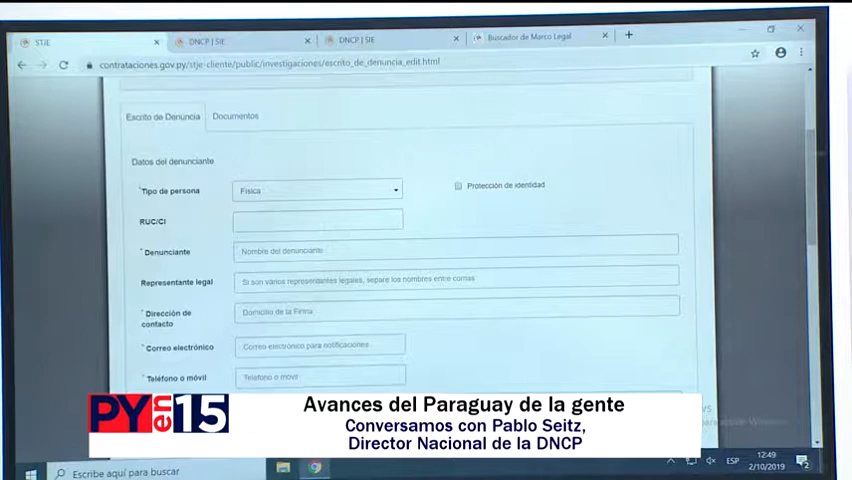 STJE
DNCP | SIE
DNCP | SIE
Buscador de Marco Legal
contrataciones.gov.py/stje-cliente/public/investigaciones/escrito_de_denuncia_edit.html
Escrito de Denuncia
Documentos
Datos del denunciante
*Tipo de persona
Física
Protección de identidad
RUC/CI
* Denunciante
Nombre del denunciante
Representante legal
Si son varios representantes legales, separe los nombres entre comas
* Dirección de contacto
Domicilio de la Firma
* Correo electrónico
Correo electrónico para notificaciones
* Teléfono o móvil
Teléfono o móvil
PY en 15
Avances del Paraguay de la gente
Conversamos con Pablo Seitz,
Director Nacional de la DNCP
Escribe aquí para buscar
ESP
12:49
2/10/2019
2